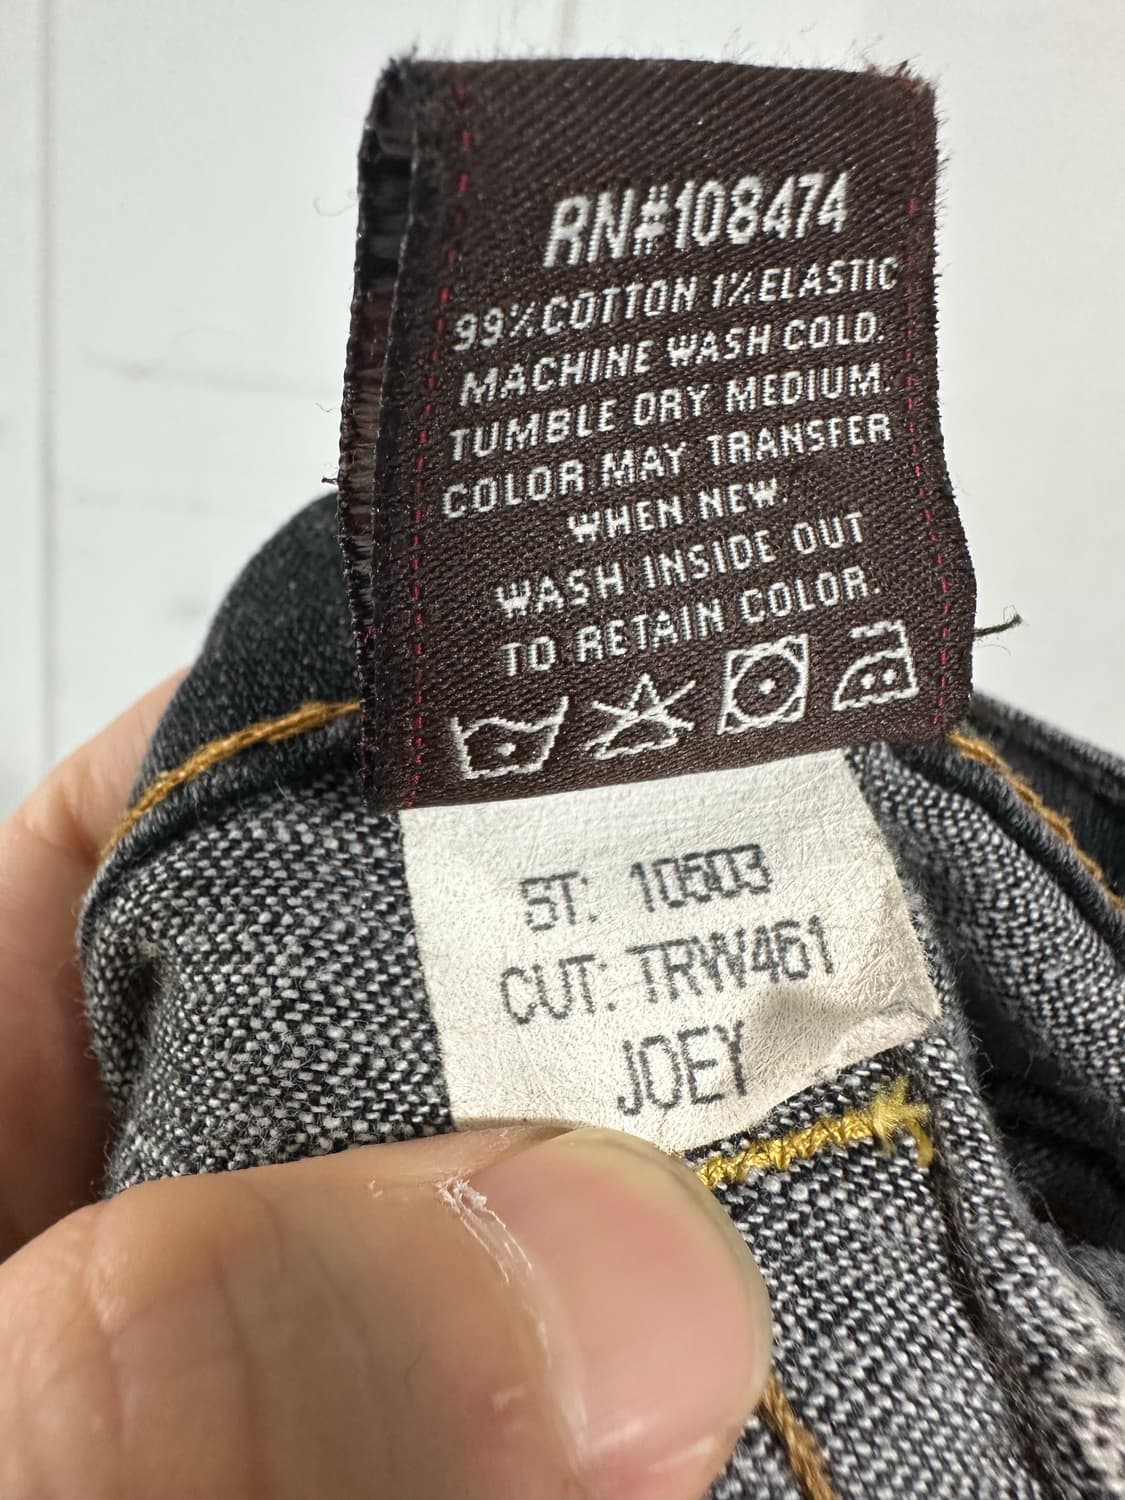 RN#108474
99%COTTON 1%ELASTIC
MACHINE WASH COLD.
TUMBLE DRY MEDIUM.
COLOR MAY TRANSFER
WHEN NEW.
WASH INSIDE OUT
TO RETAIN COLOR.
ST: 10503
CUT: TRW461
JOEY